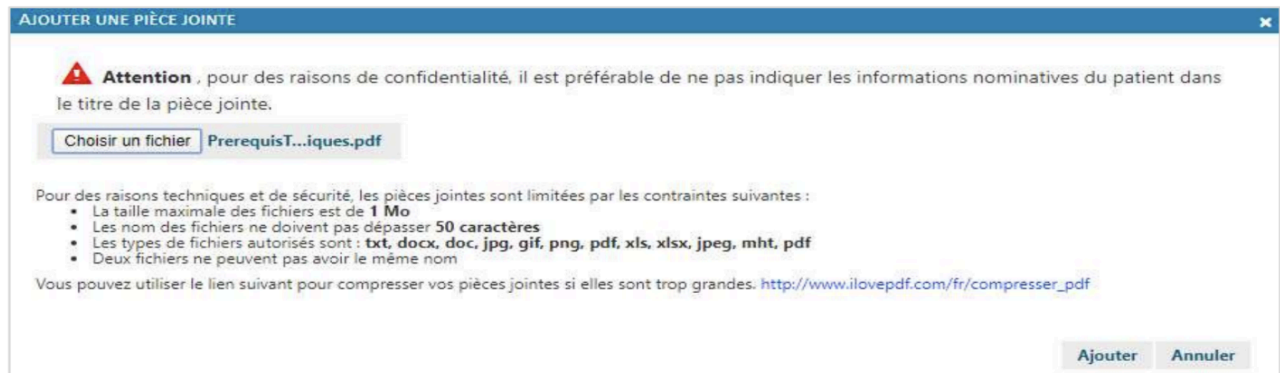 AJOUTER UNE PIÈCE JOINTE ×
Attention , pour des raisons de confidentialité, il est préférable de ne pas indiquer les informations nominatives du patient dans
le titre de la pièce jointe.
Choisir un fichier PrerequisT...iques.pdf
Pour des raisons techniques et de sécurité, les pièces jointes sont limitées par les contraintes suivantes :
• La taille maximale des fichiers est de 1 Mo
• Les nom des fichiers ne doivent pas dépasser 50 caractères
• Les types de fichiers autorisés sont : txt, docx, doc, jpg, gif, png, pdf, xls, xlsx, jpeg, mht, pdf
• Deux fichiers ne peuvent pas avoir le même nom
Vous pouvez utiliser le lien suivant pour compresser vos pièces jointes si elles sont trop grandes. http://www.ilovepdf.com/fr/compresser_pdf
Ajouter Annuler